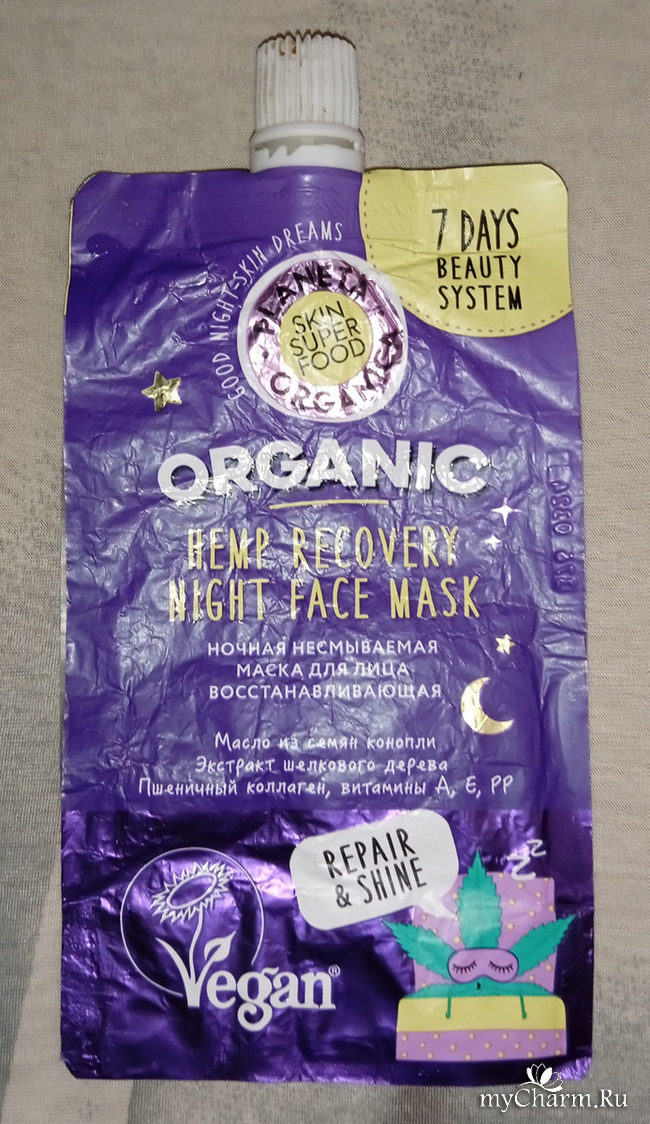 GOOD NIGHT-SKIN DREAMS
7 DAYS
BEAUTY
SYSTEM
PLANETA
ORGANICA
SKIN
SUPER
FOOD
ORGANIC
HEMP RECOVERY
NIGHT FACE MASK
НОЧНАЯ НЕСМЫВАЕМАЯ
МАСКА ДЛЯ ЛИЦА
ВОССТАНАВЛИВАЮЩАЯ
Масло из семян конопли
Экстракт шелкового дерева
Пшеничный коллаген, витамины А, Е, РР
REPAIR
& SHINE
Vegan®
myCharm.Ru